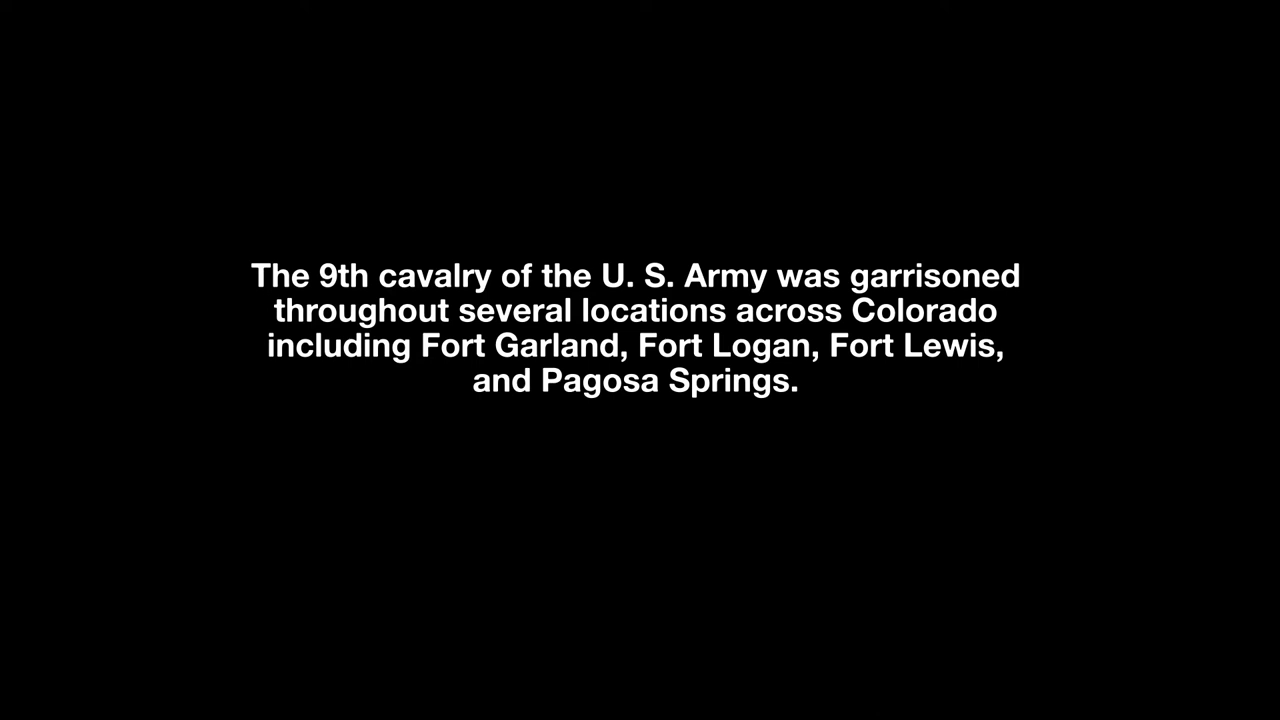 The 9th cavalry of the U. S. Army was garrisoned
throughout several locations across Colorado
including Fort Garland, Fort Logan, Fort Lewis,
and Pagosa Springs.